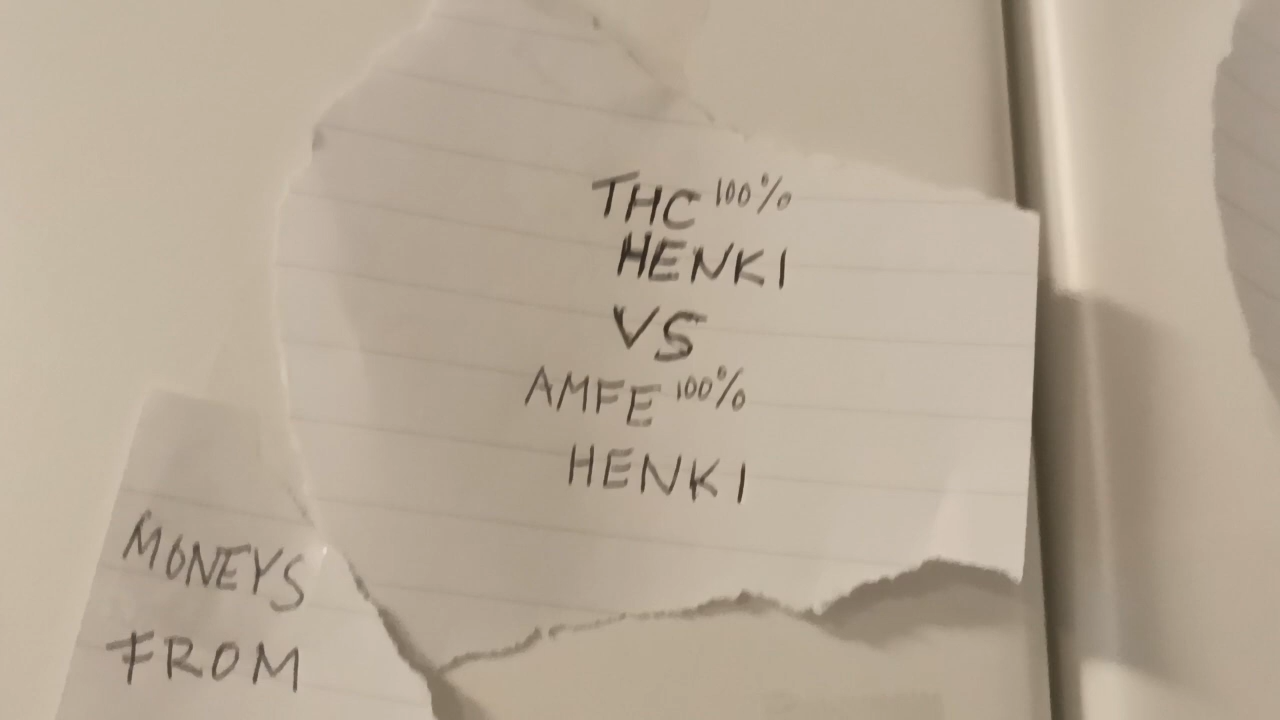 THC 100%
HENKI
VS
AMFE 100%
HENKI
MONEYS
FROM